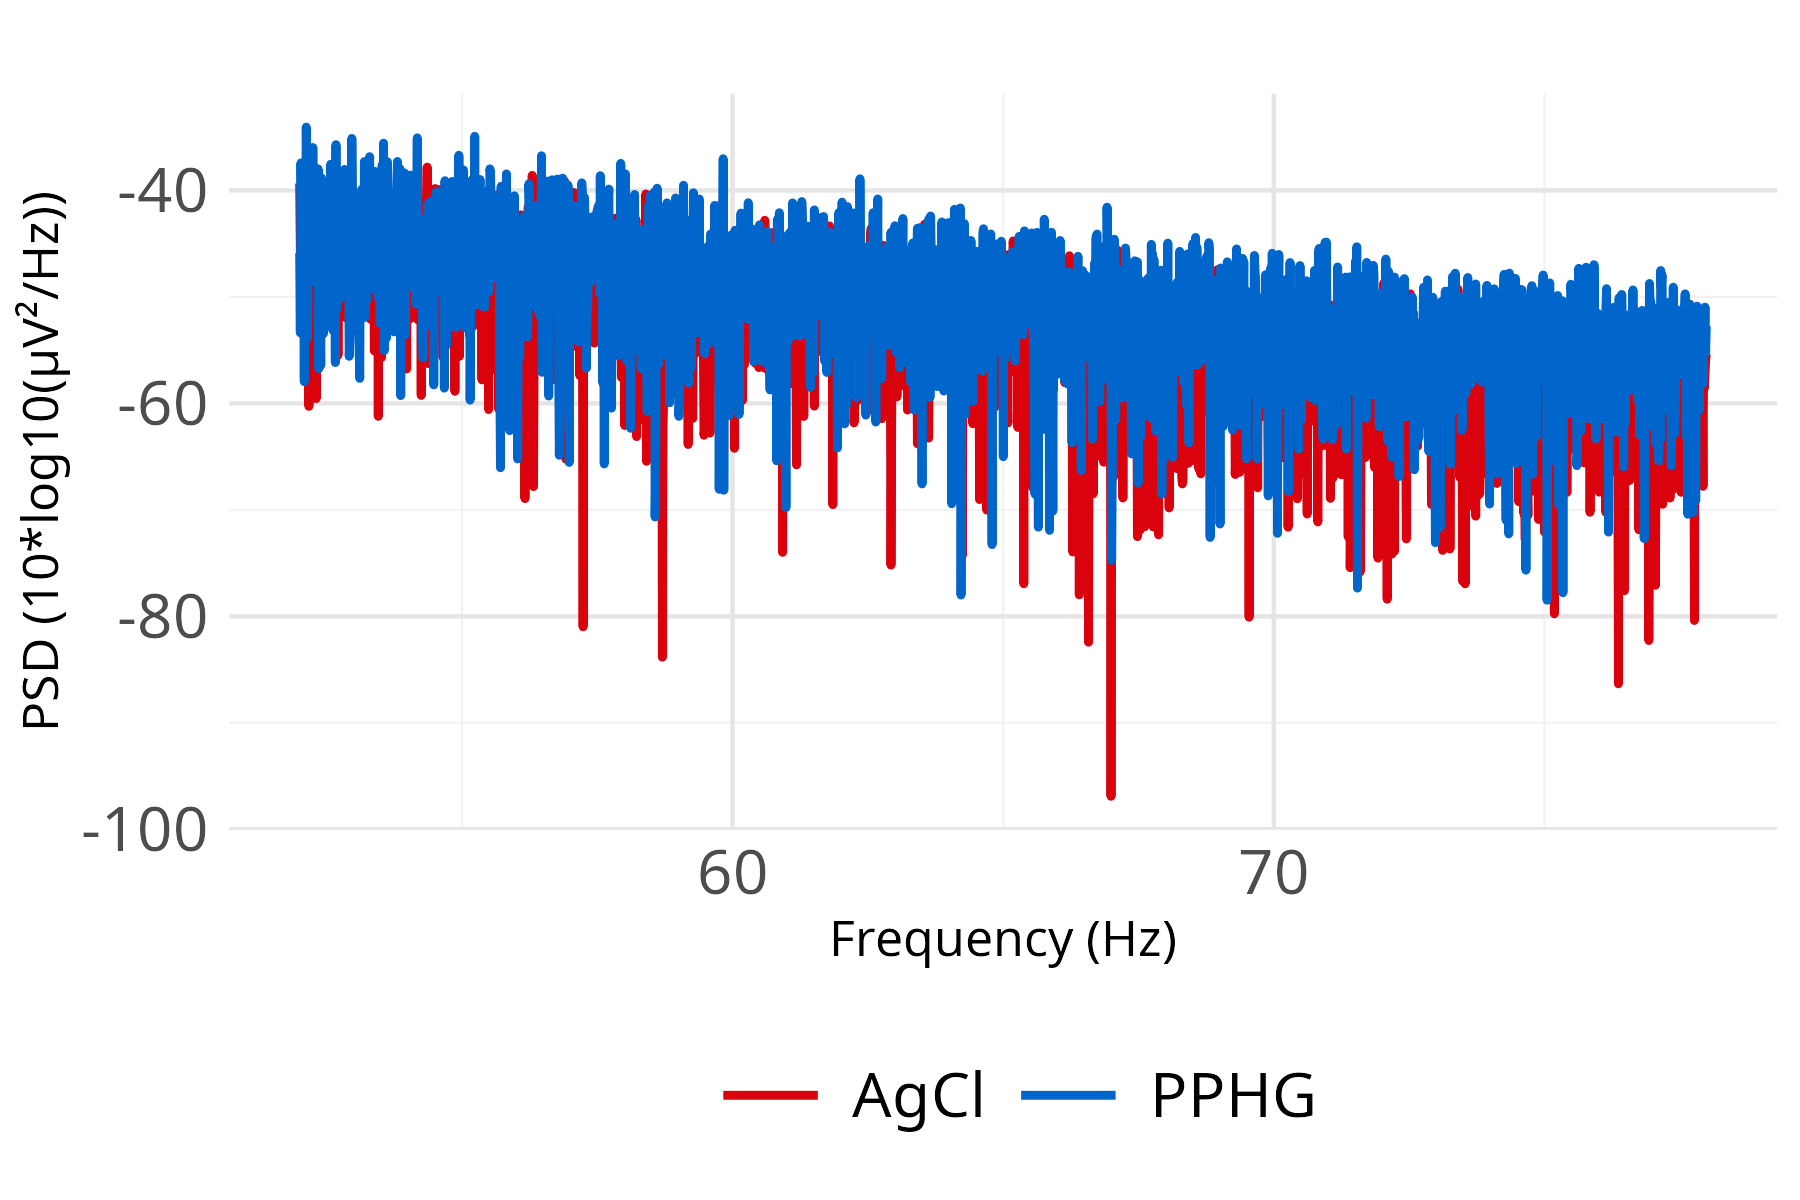 PSD (10*log10(μV²/Hz))
-40
-60
-80
-100
60 70
Frequency (Hz)
AgCl PPHG